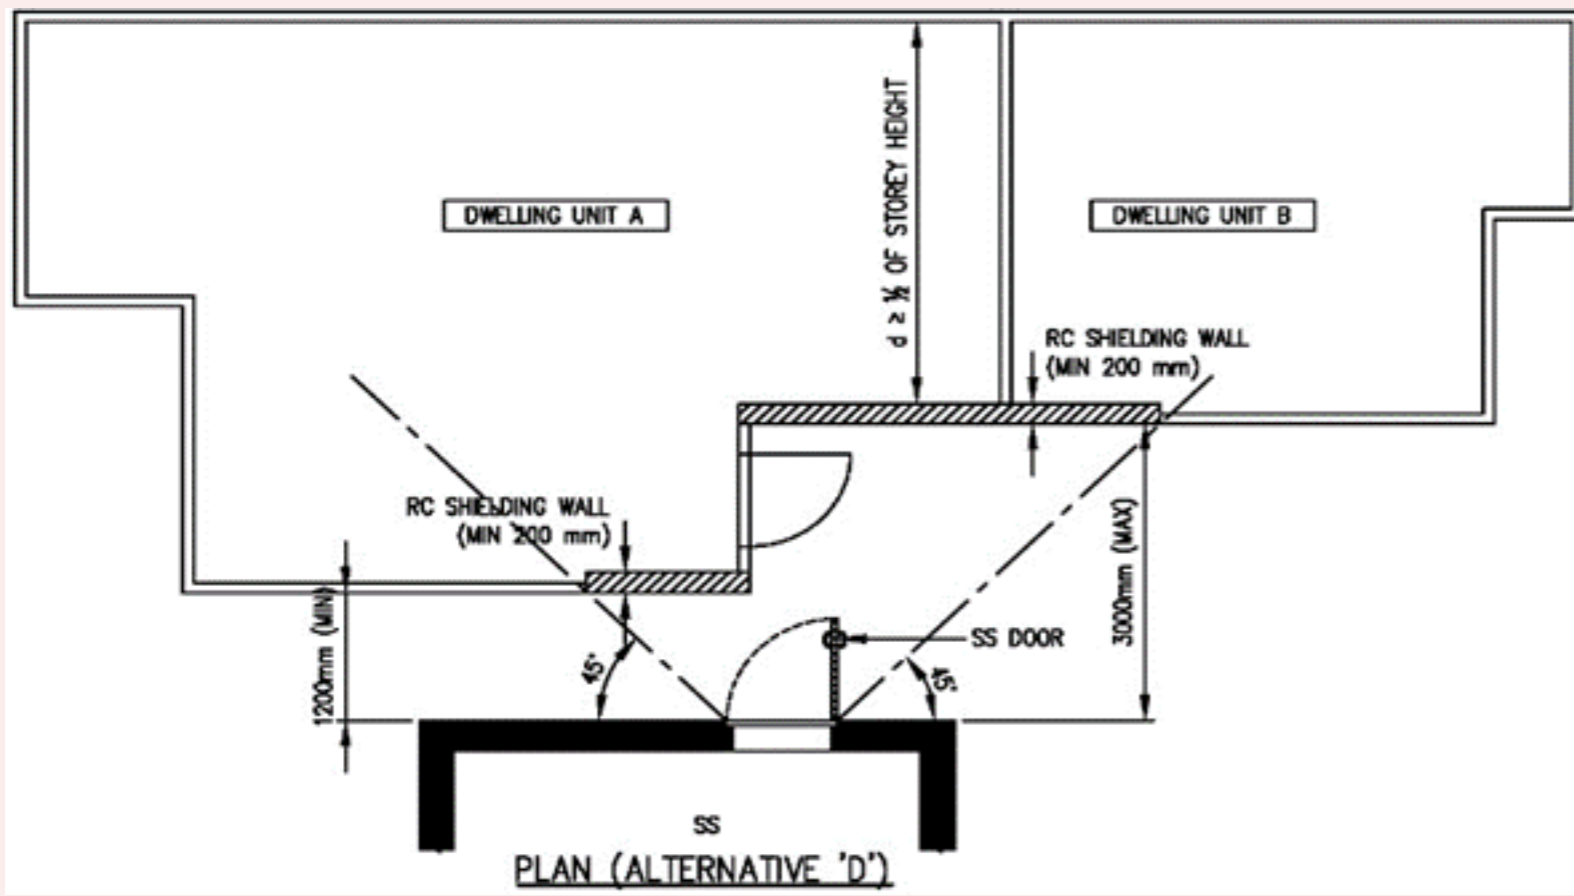 d ≥ ½ OF STOREY HEIGHT
DWELLING UNIT A
DWELLING UNIT B
RC SHIELDING WALL
(MIN 200 mm)
RC SHIELDING WALL
(MIN 200 mm)
1200mm (MIN)
45°
SS DOOR
45°
3000mm (MAX)
SS
PLAN (ALTERNATIVE 'D')